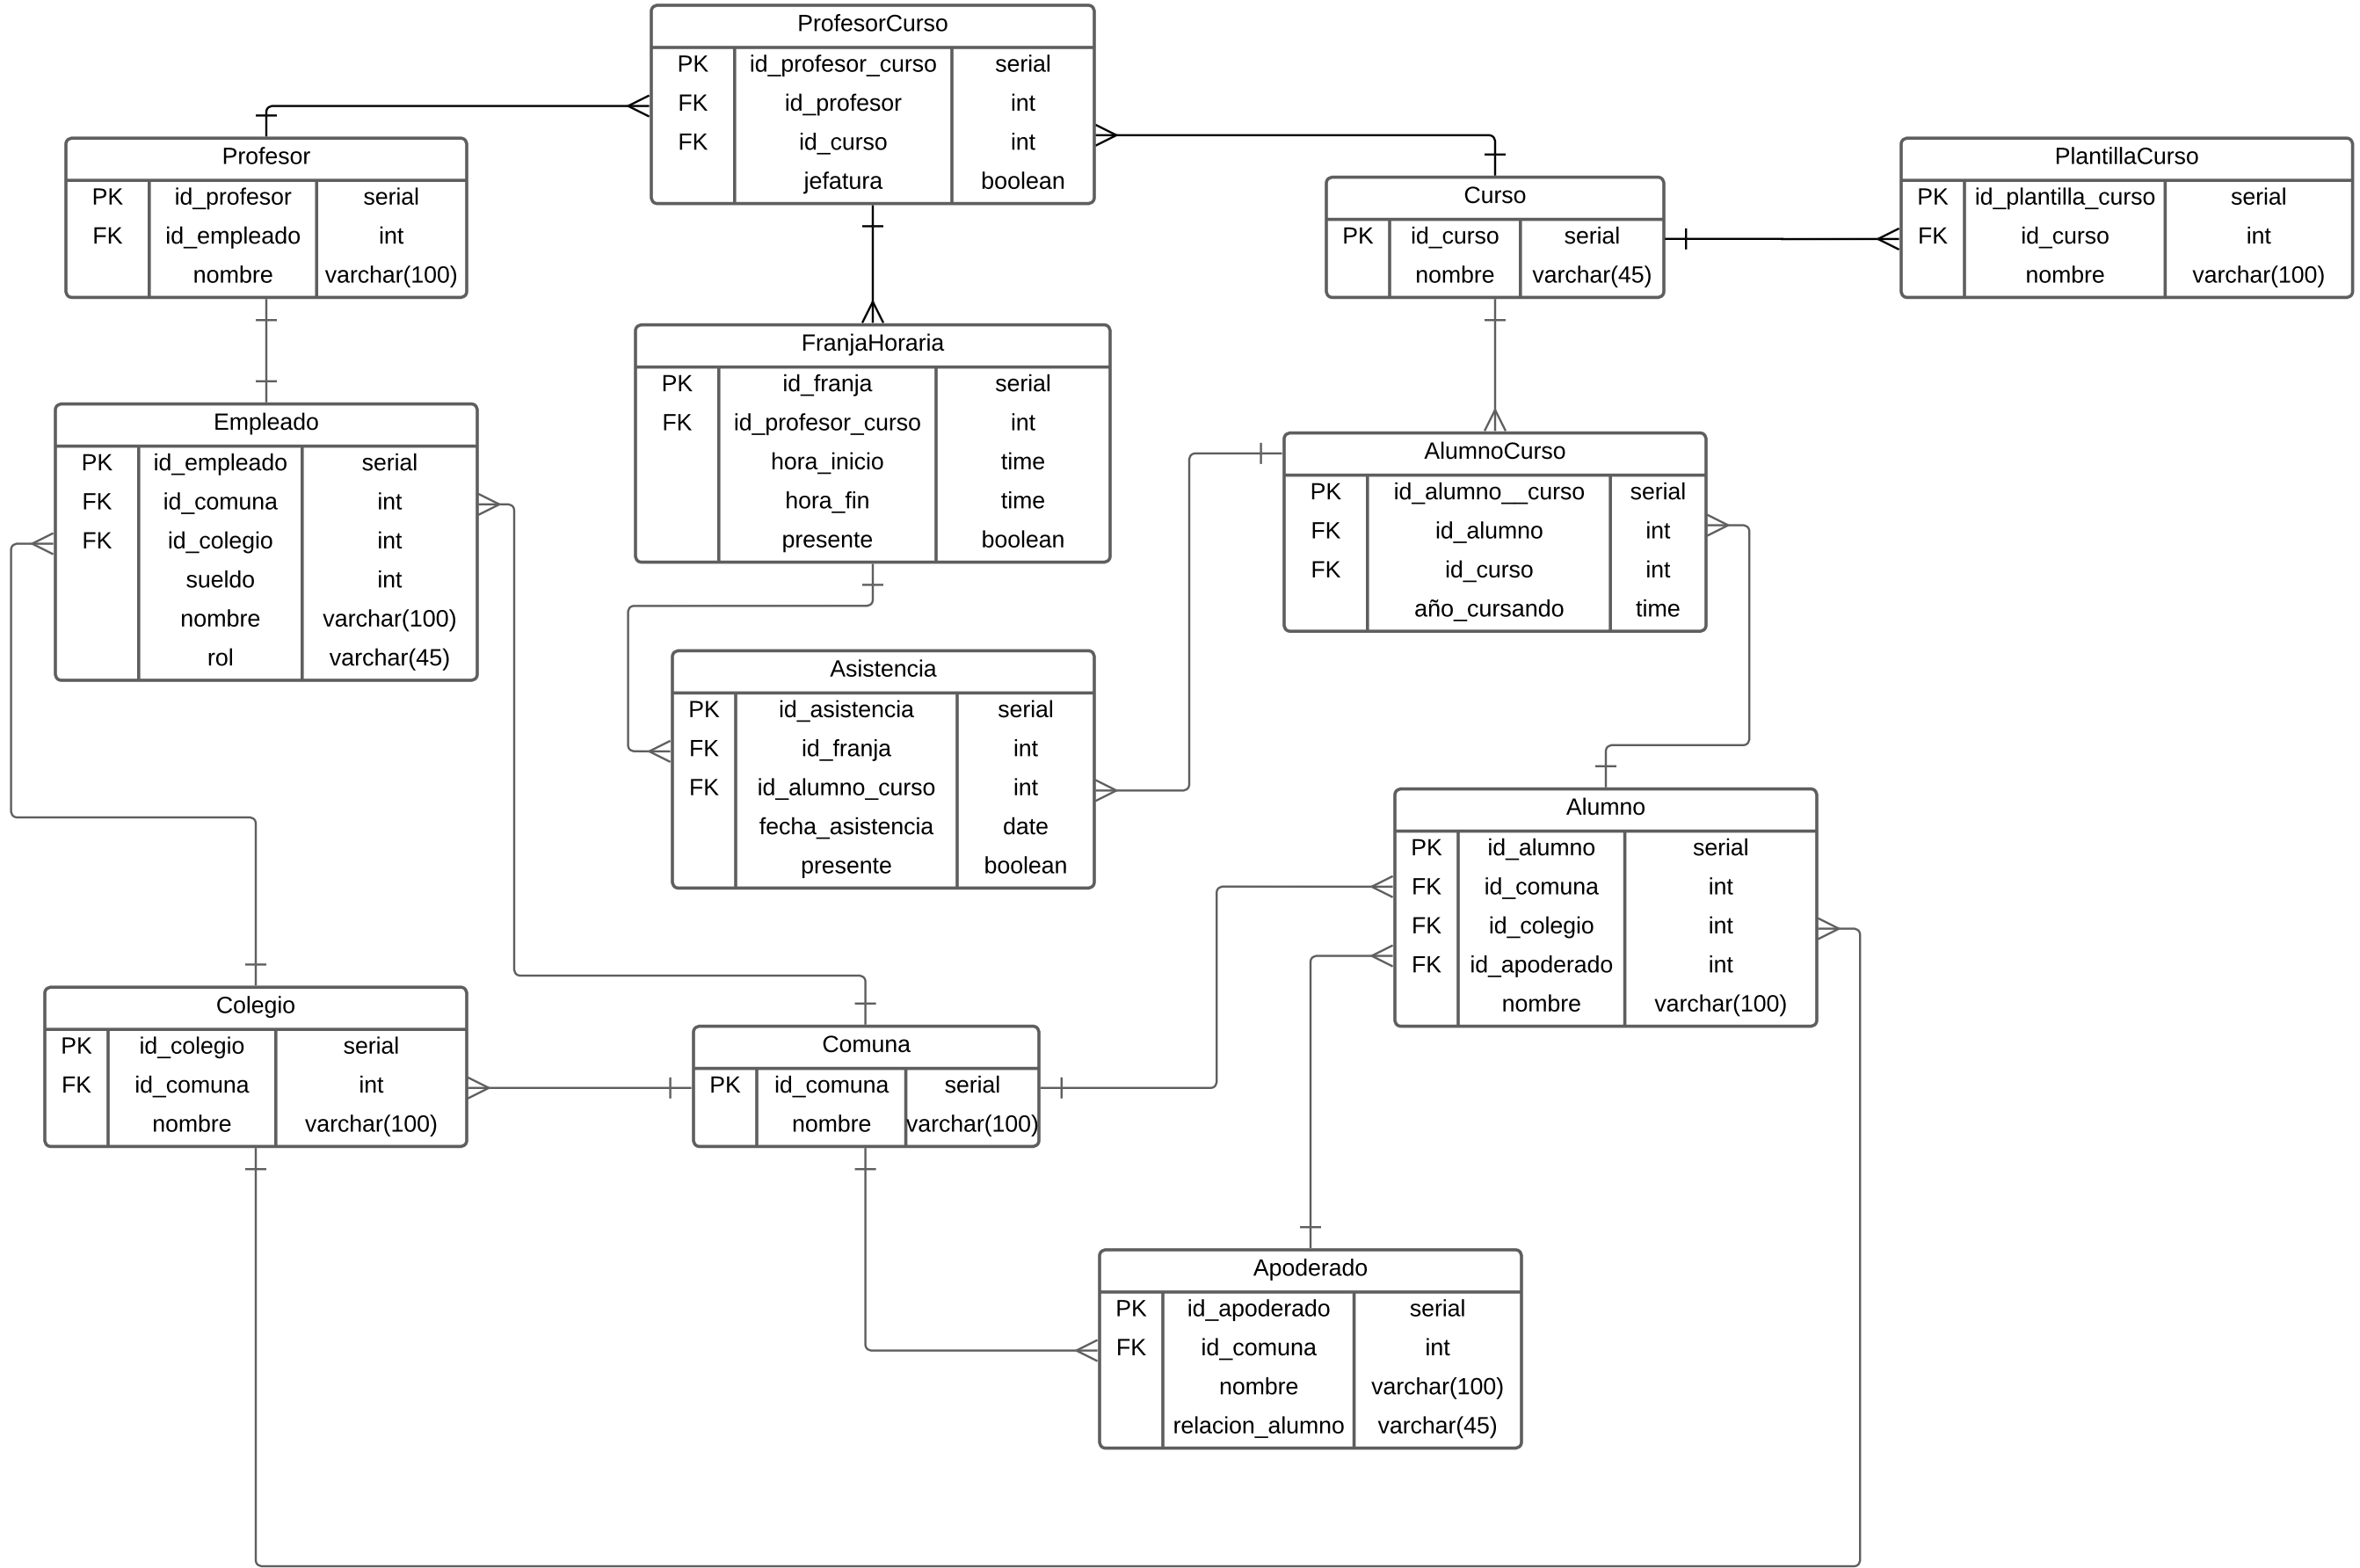 ProfesorCurso
PK id_profesor_curso serial
FK id_profesor int
FK id_curso int
jefatura boolean
Profesor
PK id_profesor serial
FK id_empleado int
nombre varchar(100)
Curso
PK id_curso serial
nombre varchar(45)
PlantillaCurso
PK id_plantilla_curso serial
FK id_curso int
nombre varchar(100)
FranjaHoraria
PK id_franja serial
FK id_profesor_curso int
hora_inicio time
hora_fin time
presente boolean
Empleado
PK id_empleado serial
FK id_comuna int
FK id_colegio int
sueldo int
nombre varchar(100)
rol varchar(45)
AlumnoCurso
PK id_alumno__curso serial
FK id_alumno int
FK id_curso int
año_cursando time
Asistencia
PK id_asistencia serial
FK id_franja int
FK id_alumno_curso int
fecha_asistencia date
presente boolean
Alumno
PK id_alumno serial
FK id_comuna int
FK id_colegio int
FK id_apoderado int
nombre varchar(100)
Colegio
PK id_colegio serial
FK id_comuna int
nombre varchar(100)
Comuna
PK id_comuna serial
nombre varchar(100)
Apoderado
PK id_apoderado serial
FK id_comuna int
nombre varchar(100)
relacion_alumno varchar(45)